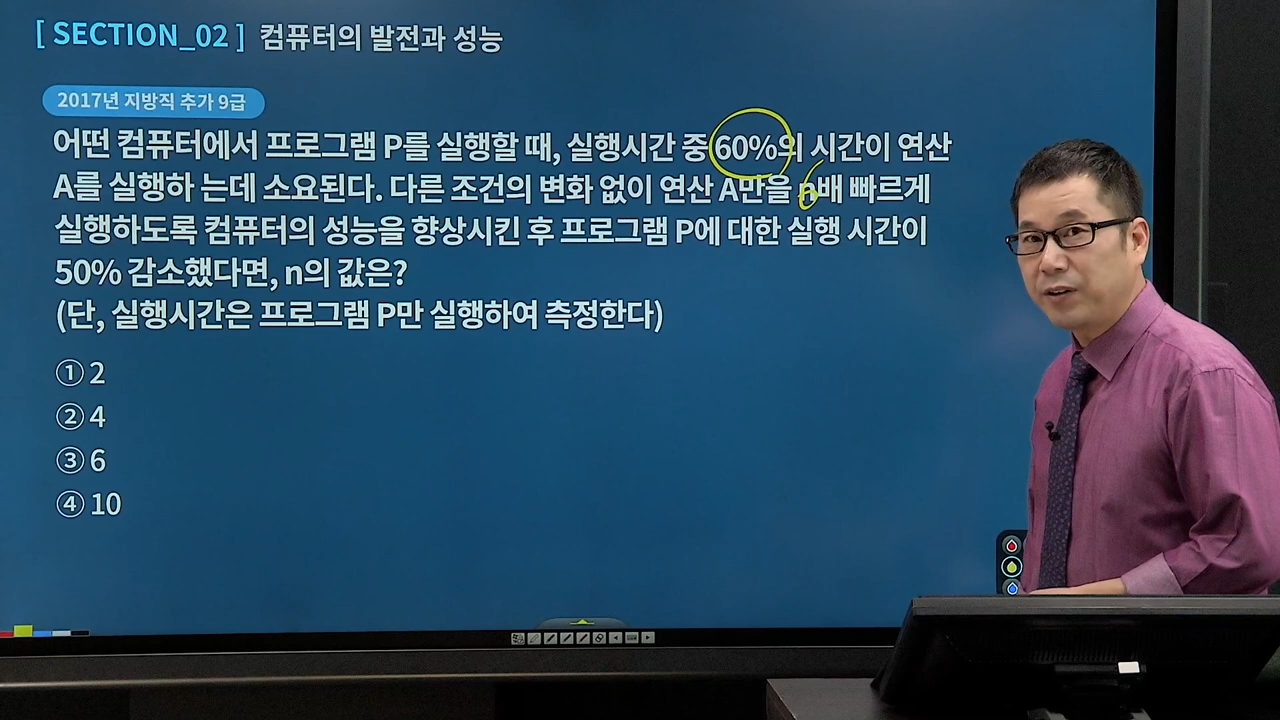 [ SECTION_02 ] 컴퓨터의 발전과 성능
2017년 지방직 추가 9급
어떤 컴퓨터에서 프로그램 P를 실행할 때, 실행시간 중 60%의 시간이 연산
A를 실행하 는데 소요된다. 다른 조건의 변화 없이 연산 A만을 n배 빠르게
6
실행하도록 컴퓨터의 성능을 향상시킨 후 프로그램 P에 대한 실행 시간이
50% 감소했다면, n의 값은?
(단, 실행시간은 프로그램 P만 실행하여 측정한다)
① 2
② 4
③ 6
④ 10